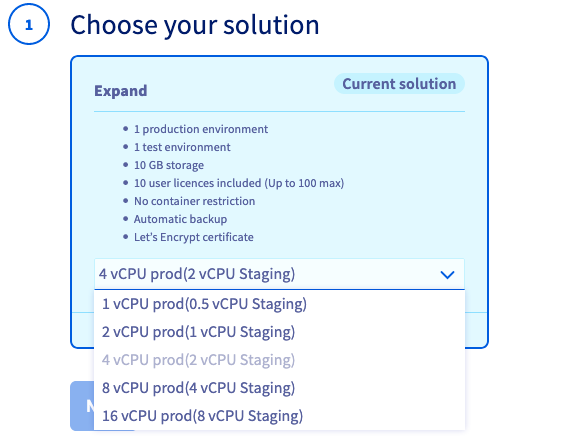 1
Choose your solution
Current solution
Expand
1 production environment
1 test environment
10 GB storage
10 user licences included (Up to 100 max)
No container restriction
Automatic backup
Let's Encrypt certificate
4 vCPU prod(2 vCPU Staging)
1 vCPU prod(0.5 vCPU Staging)
2 vCPU prod(1 vCPU Staging)
4 vCPU prod(2 vCPU Staging)
8 vCPU prod(4 vCPU Staging)
16 vCPU prod(8 vCPU Staging)